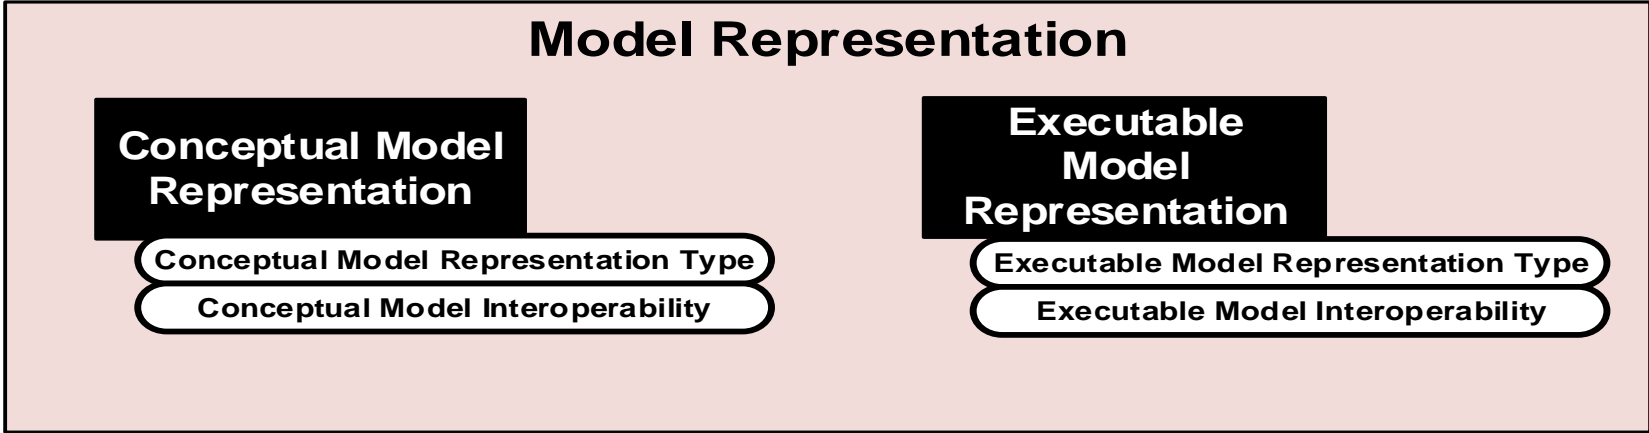 Model Representation
Conceptual Model
Representation
Conceptual Model Representation Type
Conceptual Model Interoperability
Executable
Model
Representation
Executable Model Representation Type
Executable Model Interoperability